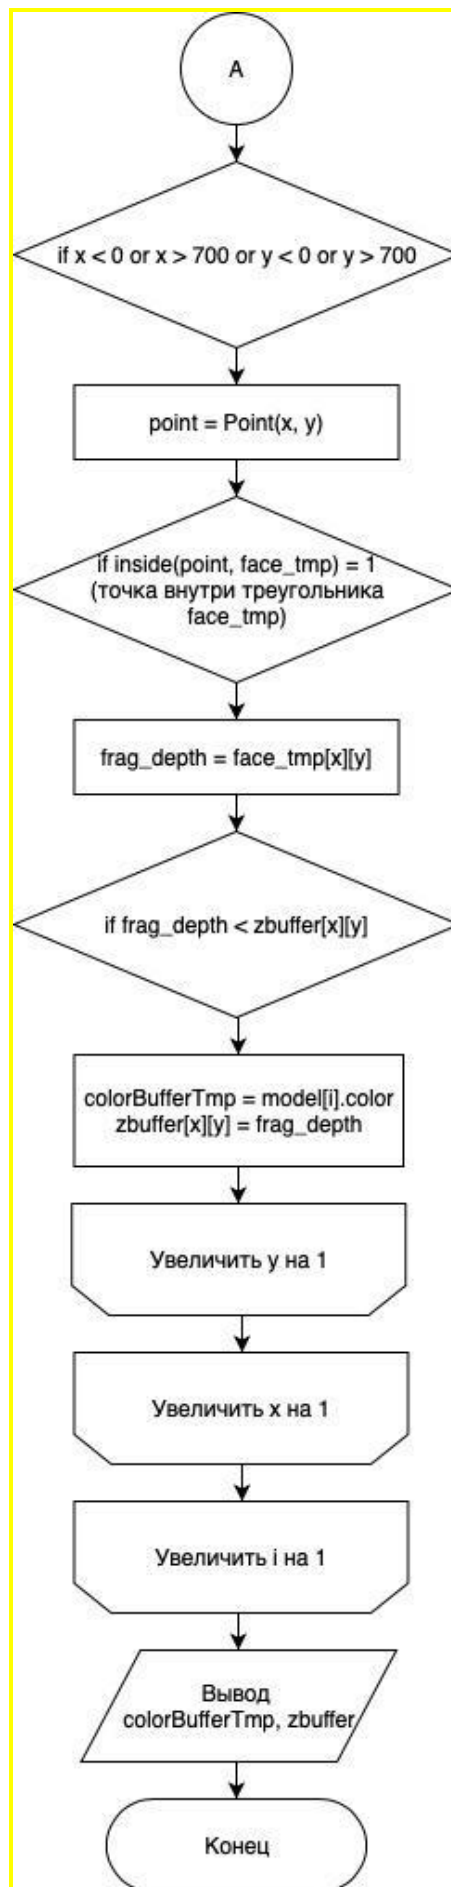 A
if x < 0 or x > 700 or y < 0 or y > 700
point = Point(x, y)
if inside(point, face_tmp) = 1
(точка внутри треугольника
face_tmp)
frag_depth = face_tmp[x][y]
if frag_depth < zbuffer[x][y]
colorBufferTmp = model[i].color
zbuffer[x][y] = frag_depth
Увеличить y на 1
Увеличить x на 1
Увеличить i на 1
Вывод
colorBufferTmp, zbuffer
Конец